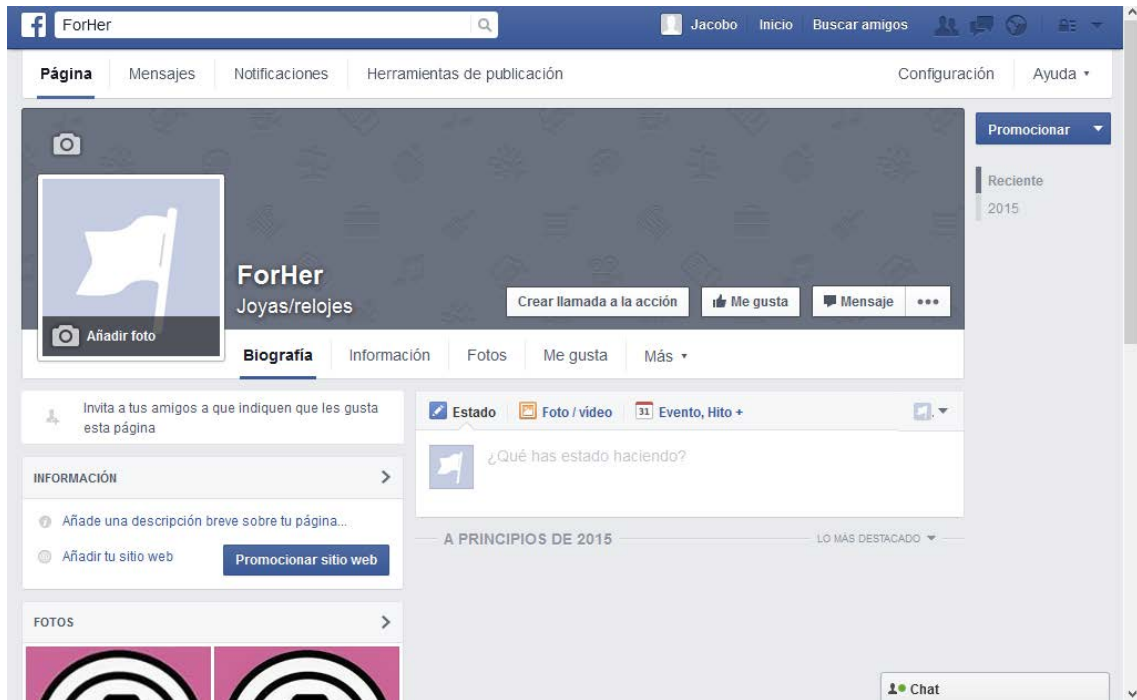 ForHer
Jacobo Inicio Buscar amigos
Página Mensajes Notificaciones Herramientas de publicación Configuración Ayuda
Promocionar
Reciente
2015
ForHer
Joyas/relojes
Crear llamada a la acción Me gusta Mensaje
Añadir foto
Biografía Información Fotos Me gusta Más
Invita a tus amigos a que indiquen que les gusta
esta página
Estado Foto / vídeo 31 Evento, Hito +
¿Qué has estado haciendo?
INFORMACIÓN
Añade una descripción breve sobre tu página...
Añadir tu sitio web Promocionar sitio web
A PRINCIPIOS DE 2015 LO MÁS DESTACADO
FOTOS
Chat